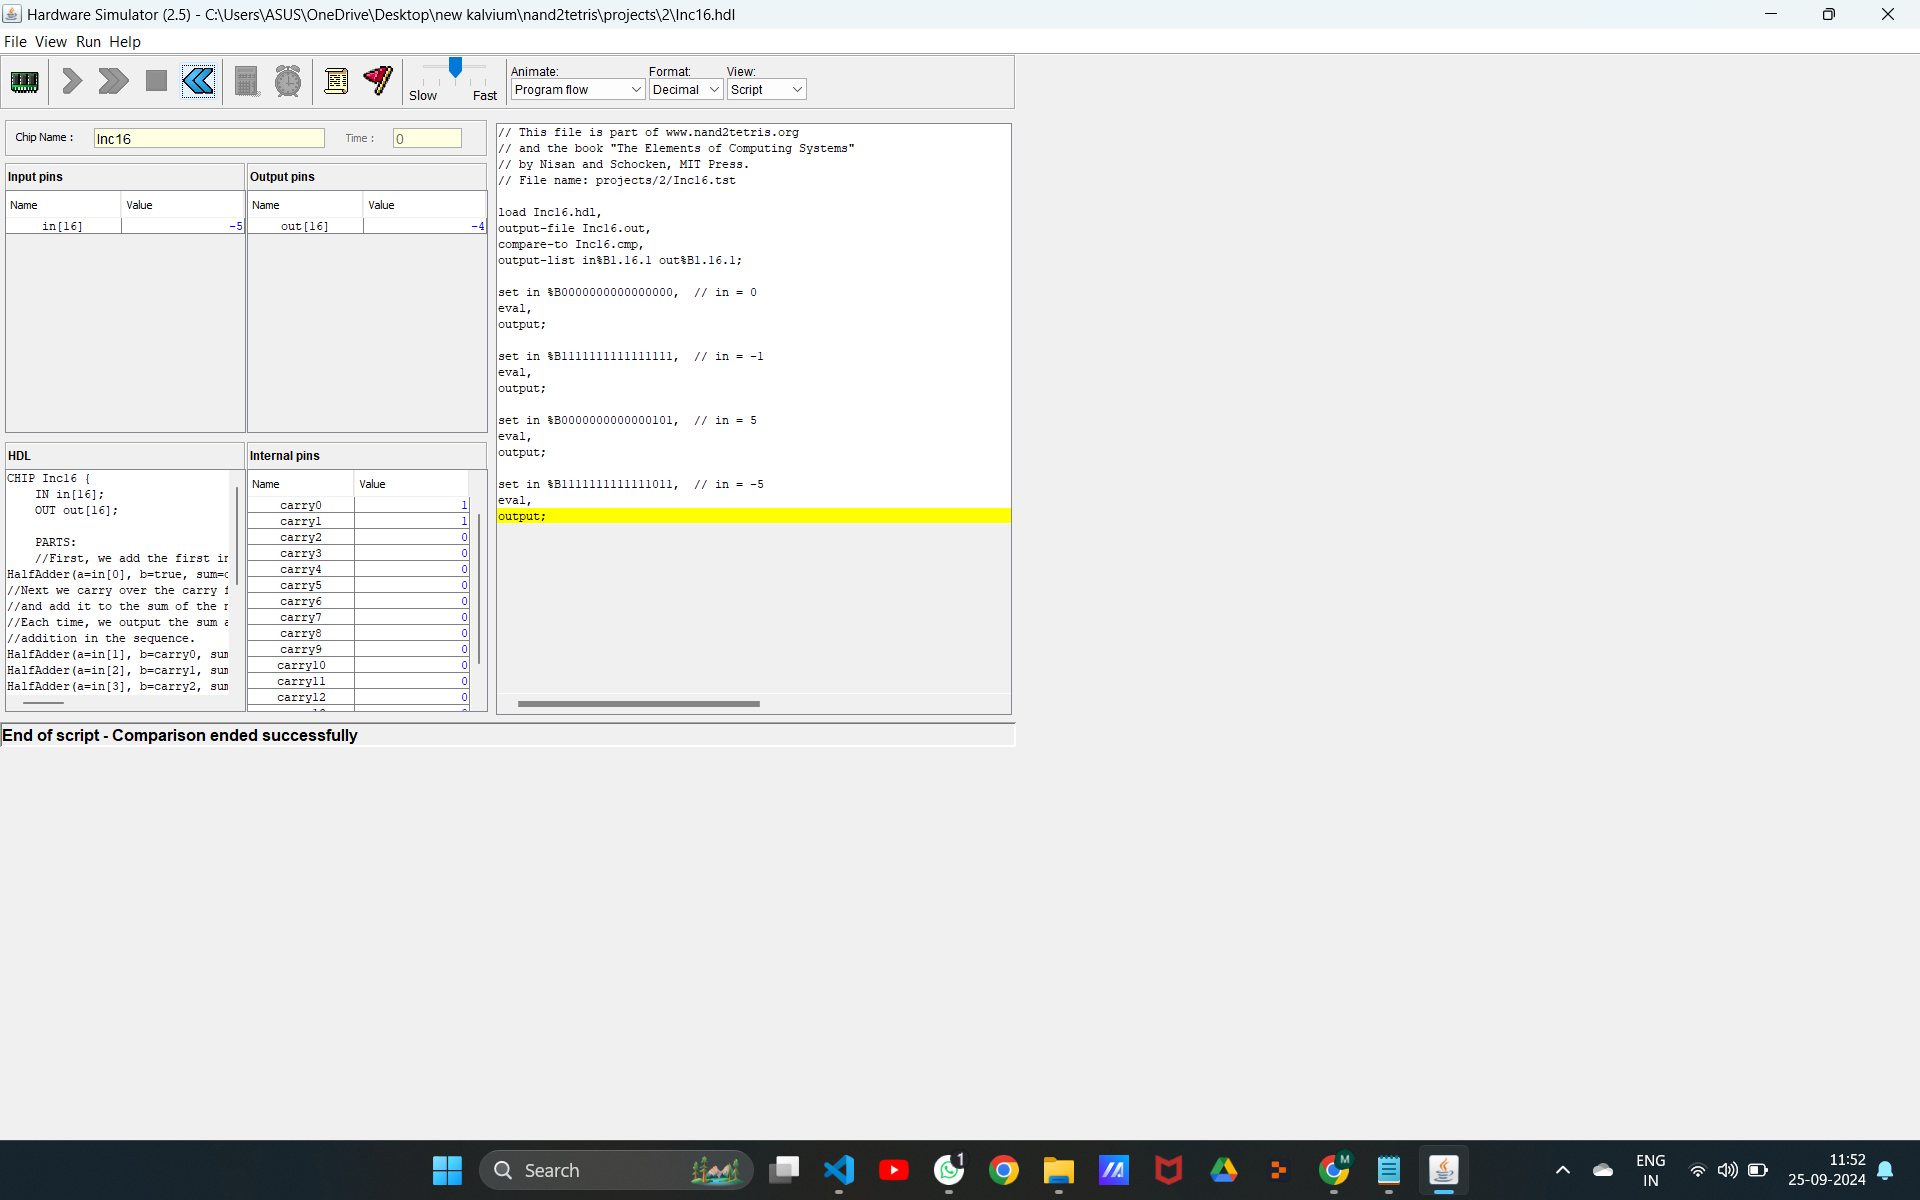 Hardware Simulator (2.5) - C:\Users\ASUS\OneDrive\Desktop\new kalvium\nand2tetris\projects\2\Inc16.hdl
File View Run Help
Slow Fast
Animate: Format: View:
Program flow Decimal Script
Chip Name : Inc16 Time : 0
Input pins
Name Value
in[16] -5
Output pins
Name Value
out[16] -4
HDL
CHIP Inc16 {
IN in[16];
OUT out[16];
PARTS:
//First, we add the first
HalfAdder(a=in[0], b=true,
//Next we carry over the carry
//and add it to the sum of the
//Each time, we output the sum
//addition in the sequence.
HalfAdder(a=in[1], b=carry0,
HalfAdder(a=in[2], b=carry1,
HalfAdder(a=in[3], b=carry2,
Internal pins
Name Value
carry0 1
carry1 1
carry2 0
carry3 0
carry4 0
carry5 0
carry6 0
carry7 0
carry8 0
carry9 0
carry10 0
carry11 0
carry12 0
// This file is part of www.nand2tetris.org
// and the book "The Elements of Computing Systems"
// by Nisan and Schocken, MIT Press.
// File name: projects/2/Inc16.tst
load Inc16.hdl,
output-file Inc16.out,
compare-to Inc16.cmp,
output-list in%B1.16.1 out%B1.16.1;
set in %B0000000000000000,  // in = 0
eval,
output;
set in %B1111111111111111,  // in = -1
eval,
output;
set in %B0000000000000101,  // in = 5
eval,
output;
set in %B1111111111111011,  // in = -5
eval,
output;
End of script - Comparison ended successfully
Search
1
M
ENG
IN
11:52
25-09-2024